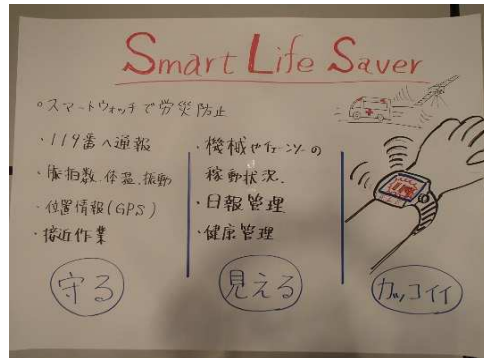 Smart Life Saver
○スマートウォッチで労災防止
・119番へ通報
・脈拍数、体温、振動
・位置情報(GPS)
・接近作業
守る
・機械やチェーンソーの
稼動状況
・日報管理
・健康管理
見える
119
カッコイイ